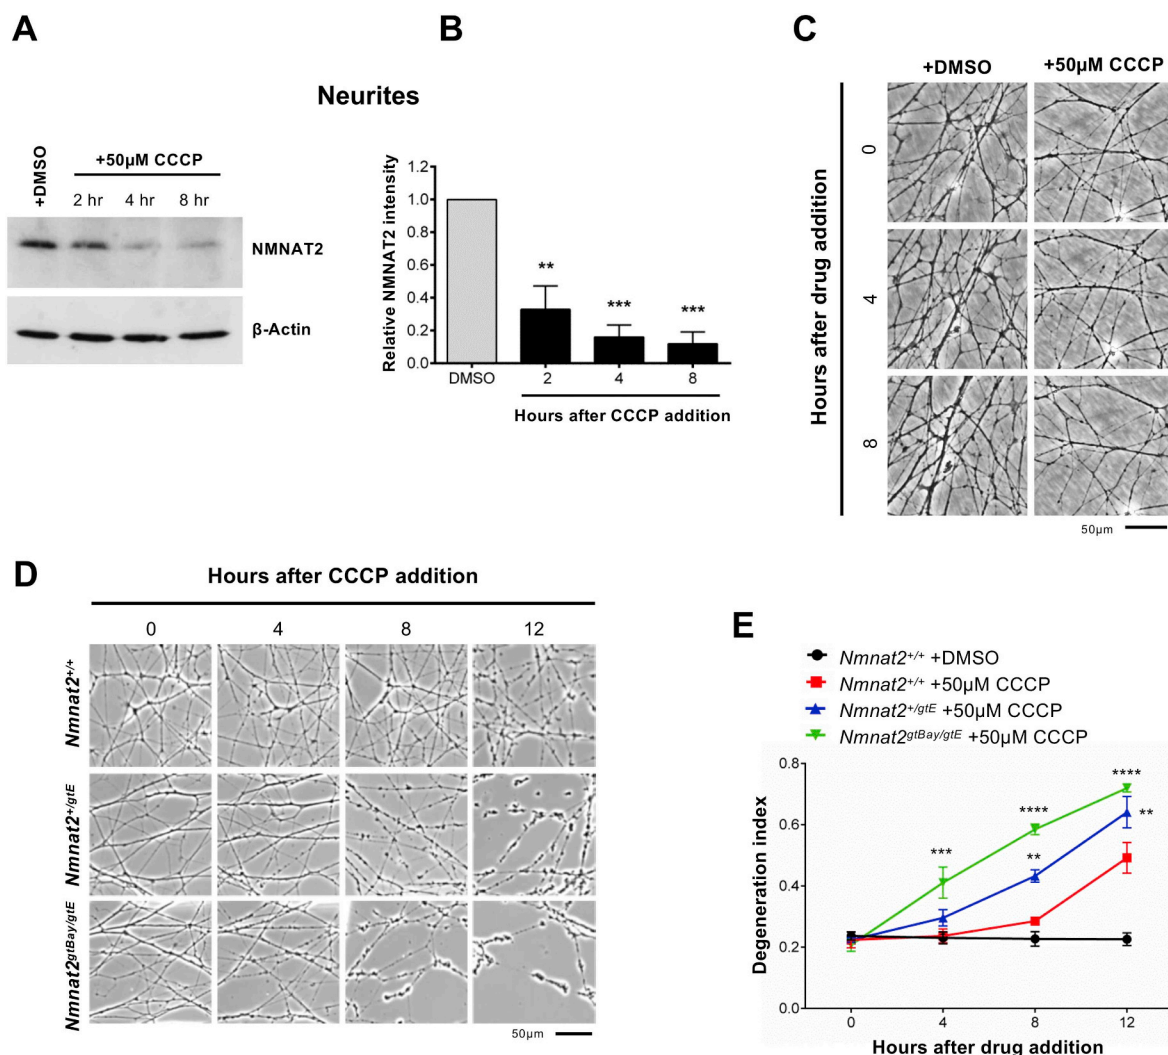 A
B
C
Neurites
+DMSO
+50µM CCCP
2 hr 4 hr 8 hr
NMNAT2
β-Actin
Relative NMNAT2 intensity
1.2
1.0
0.8
0.6
0.4
0.2
0.0
**
***
***
DMSO 2 4 8
Hours after CCCP addition
+DMSO +50µM CCCP
Hours after drug addition
0
4
8
50µm
D
Hours after CCCP addition
0 4 8 12
Nmnat2+/+
Nmnat2+/gtE
Nmnat2gtBay/gtE
50µm
E
Nmnat2+/+ +DMSO
Nmnat2+/+ +50µM CCCP
Nmnat2+/gtE +50µM CCCP
Nmnat2gtBay/gtE +50µM CCCP
Degeneration index
0.8
0.6
0.4
0.2
0.0
***
****
**
****
**
0 4 8 12
Hours after drug addition